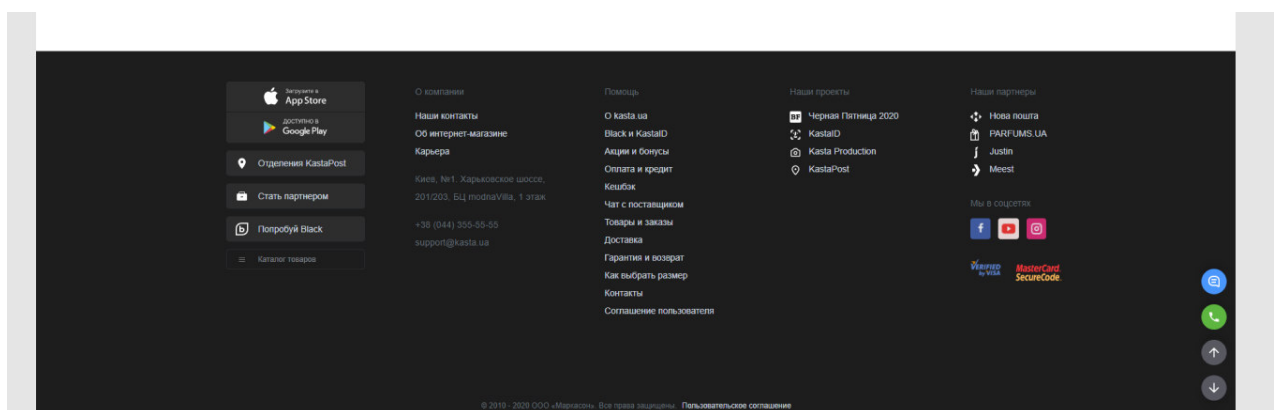 Загрузите в
App Store
ДОСТУПНО В
Google Play
Отделения KastaPost
Стать партнером
Попробуй Black
Каталог товаров
О компании
Наши контакты
Об интернет-магазине
Карьера
Киев, №1. Харьковское шоссе,
201/203, БЦ modnaVilla, 1 этаж
+38 (044) 355-55-55
support@kasta.ua
Помощь
О kasta.ua
Black и KastaID
Акции и бонусы
Оплата и кредит
Кешбэк
Чат с поставщиком
Товары и заказы
Доставка
Гарантия и возврат
Как выбрать размер
Контакты
Соглашение пользователя
Наши проекты
BF Черная Пятница 2020
KastaID
Kasta Production
KastaPost
Наши партнеры
Нова пошта
PARFUMS.UA
Justin
Meest
Мы в соцсетях
VERIFIED
by VISA
MasterCard.
SecureCode.
© 2010 - 2020 ООО «Маркасон» Все права защищены. Пользовательское соглашение